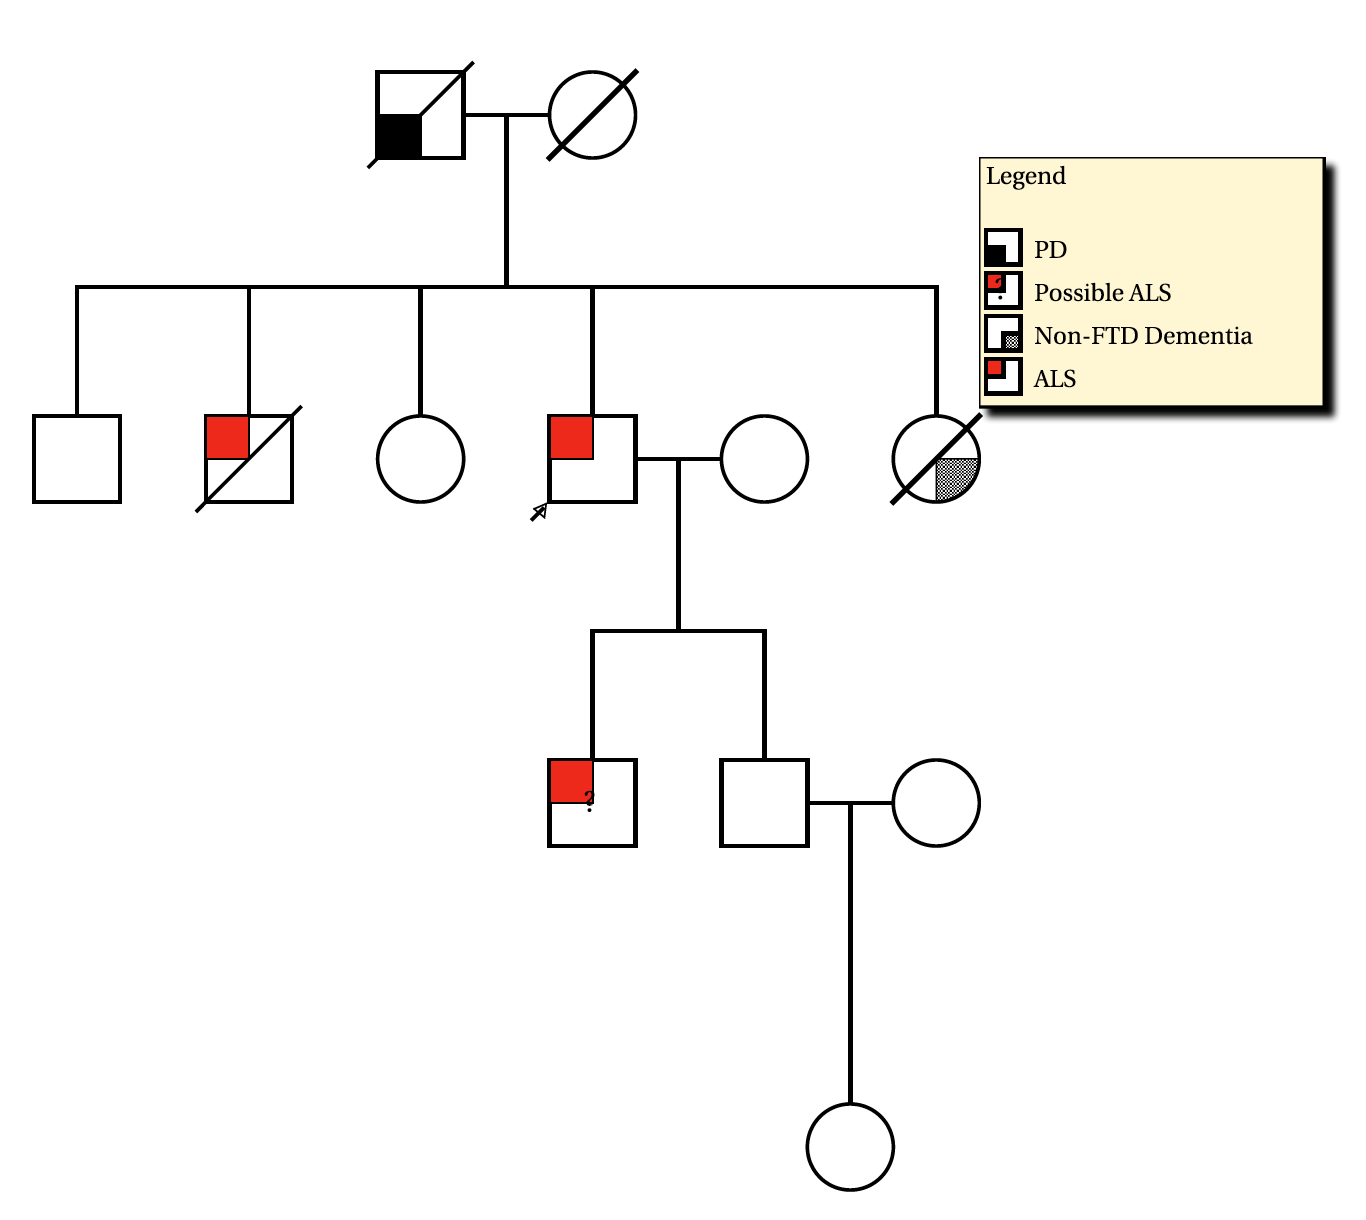 Legend
PD
?
Possible ALS
Non-FTD Dementia
ALS
?